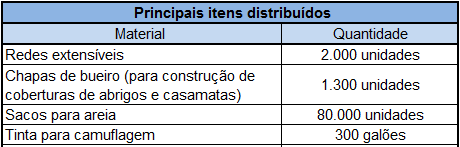 Principais itens distribuídos
Material Quantidade
Redes extensíveis 2.000 unidades
Chapas de bueiro (para construção de
coberturas de abrigos e casamatas) 1.300 unidades
Sacos para areia 80.000 unidades
Tinta para camuflagem 300 galões